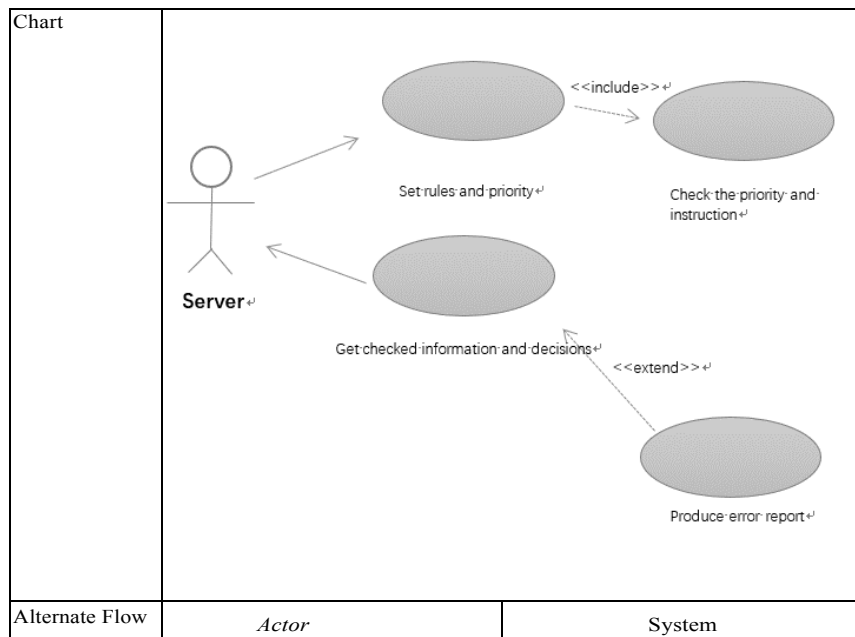 Chart
<<include>>
Set rules and priority
Check the priority and
instruction
Server
Get checked information and decisions
<<extend>>
Produce error report
Alternate Flow Actor System